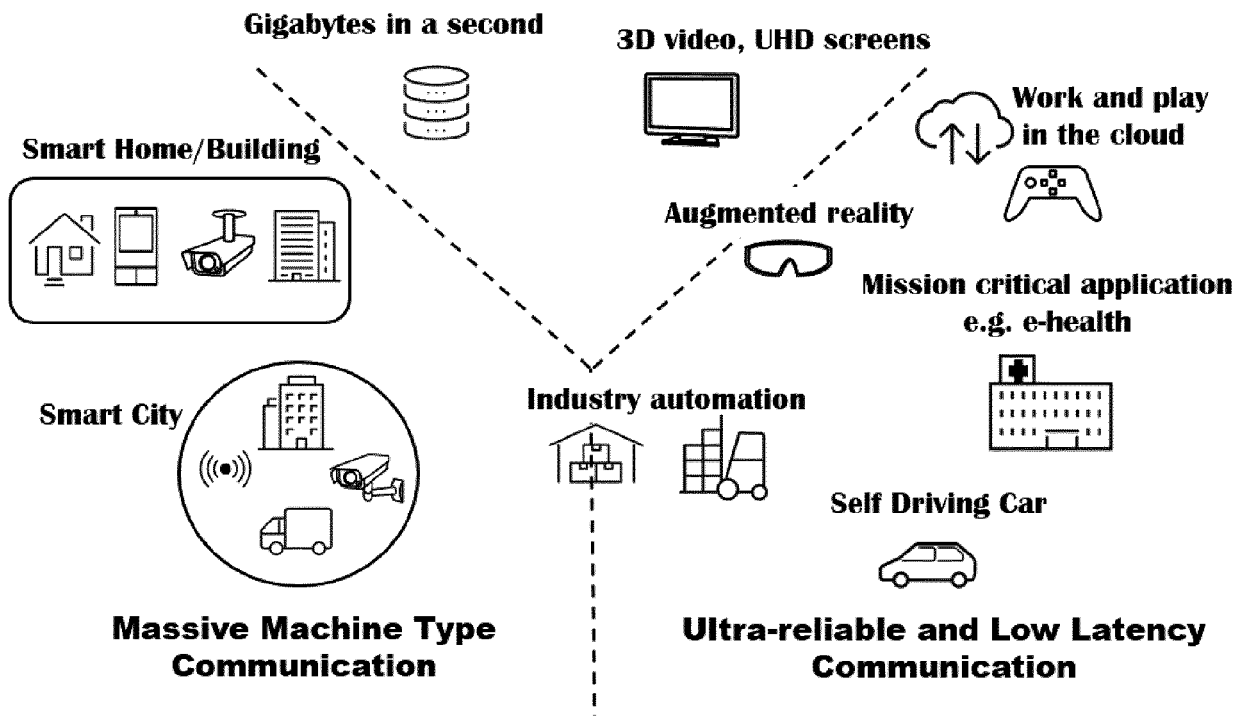 Gigabytes in a second
3D video, UHD screens
Work and play
in the cloud
Smart Home/Building
Augmented reality
Mission critical application
e.g. e-health
Industry automation
Smart City
Self Driving Car
Massive Machine Type
Communication
Ultra-reliable and Low Latency
Communication